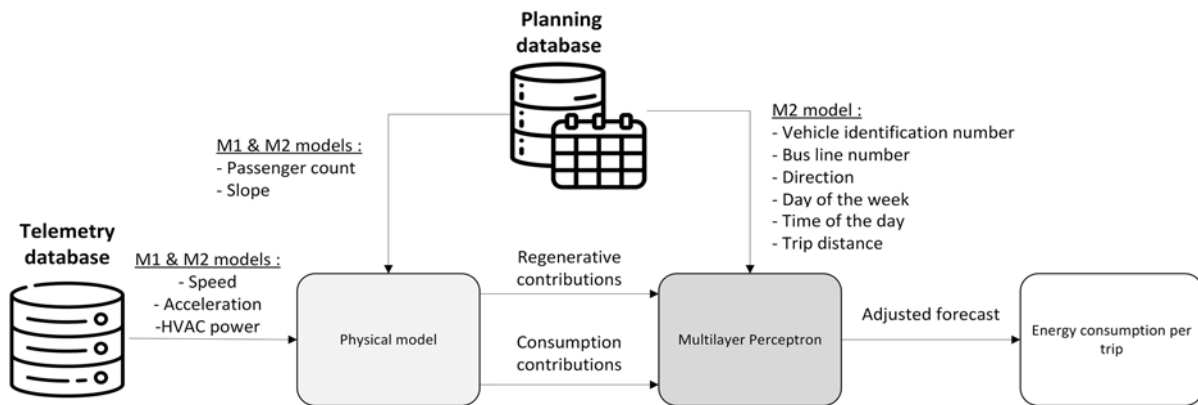 Planning
database
M1 & M2 models :
- Passenger count
- Slope
M2 model :
- Vehicle identification number
- Bus line number
- Direction
- Day of the week
- Time of the day
- Trip distance
Telemetry
database
M1 & M2 models :
- Speed
- Acceleration
-HVAC power
Physical model
Regenerative
contributions
Consumption
contributions
Multilayer Perceptron
Adjusted forecast
Energy consumption per
trip